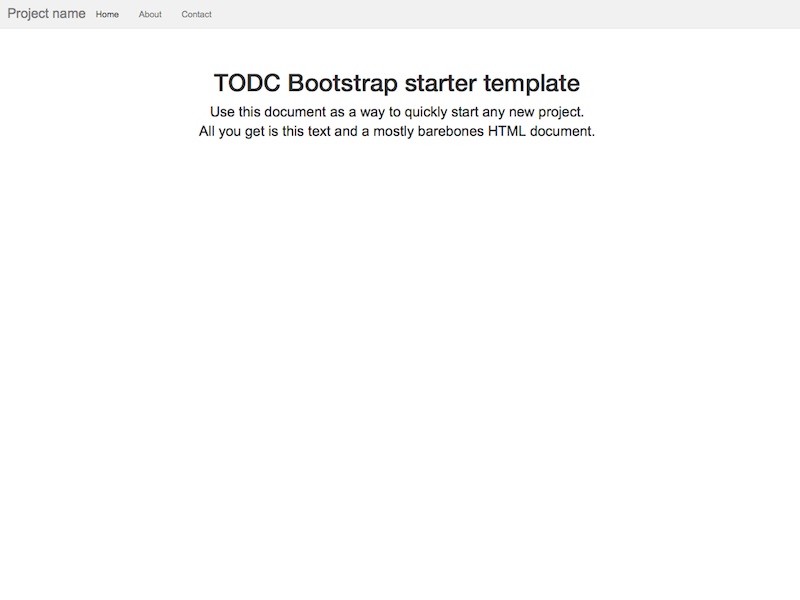 Project name Home About Contact
TODC Bootstrap starter template
Use this document as a way to quickly start any new project.
All you get is this text and a mostly barebones HTML document.